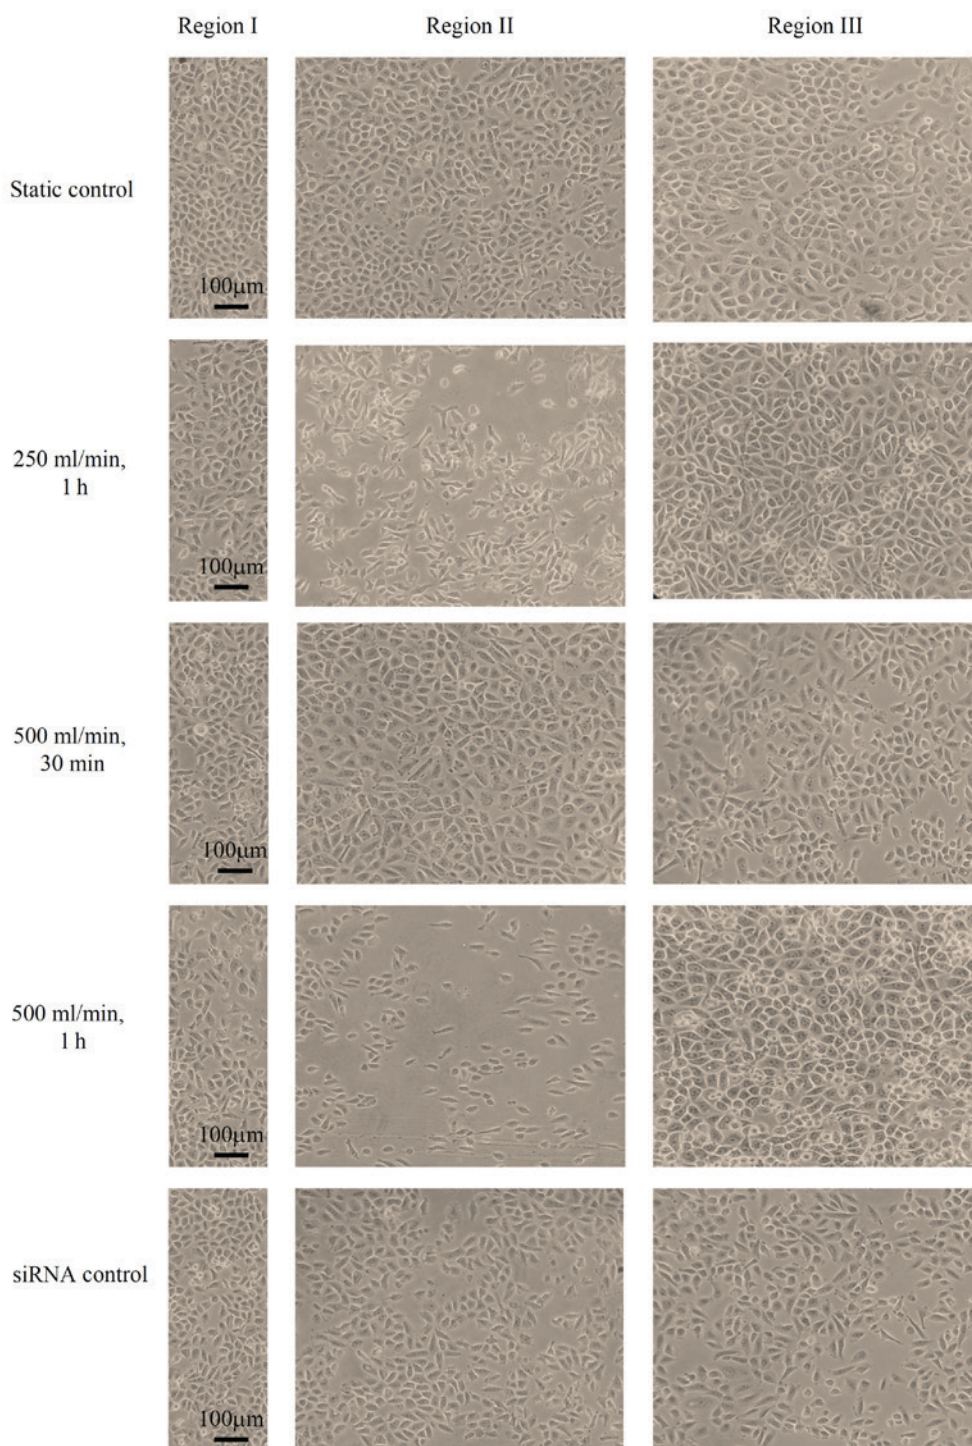 Region I Region II Region III
Static control
100μm
250 ml/min,
1 h
100μm
500 ml/min,
30 min
100μm
500 ml/min,
1 h
100μm
siRNA control
100μm